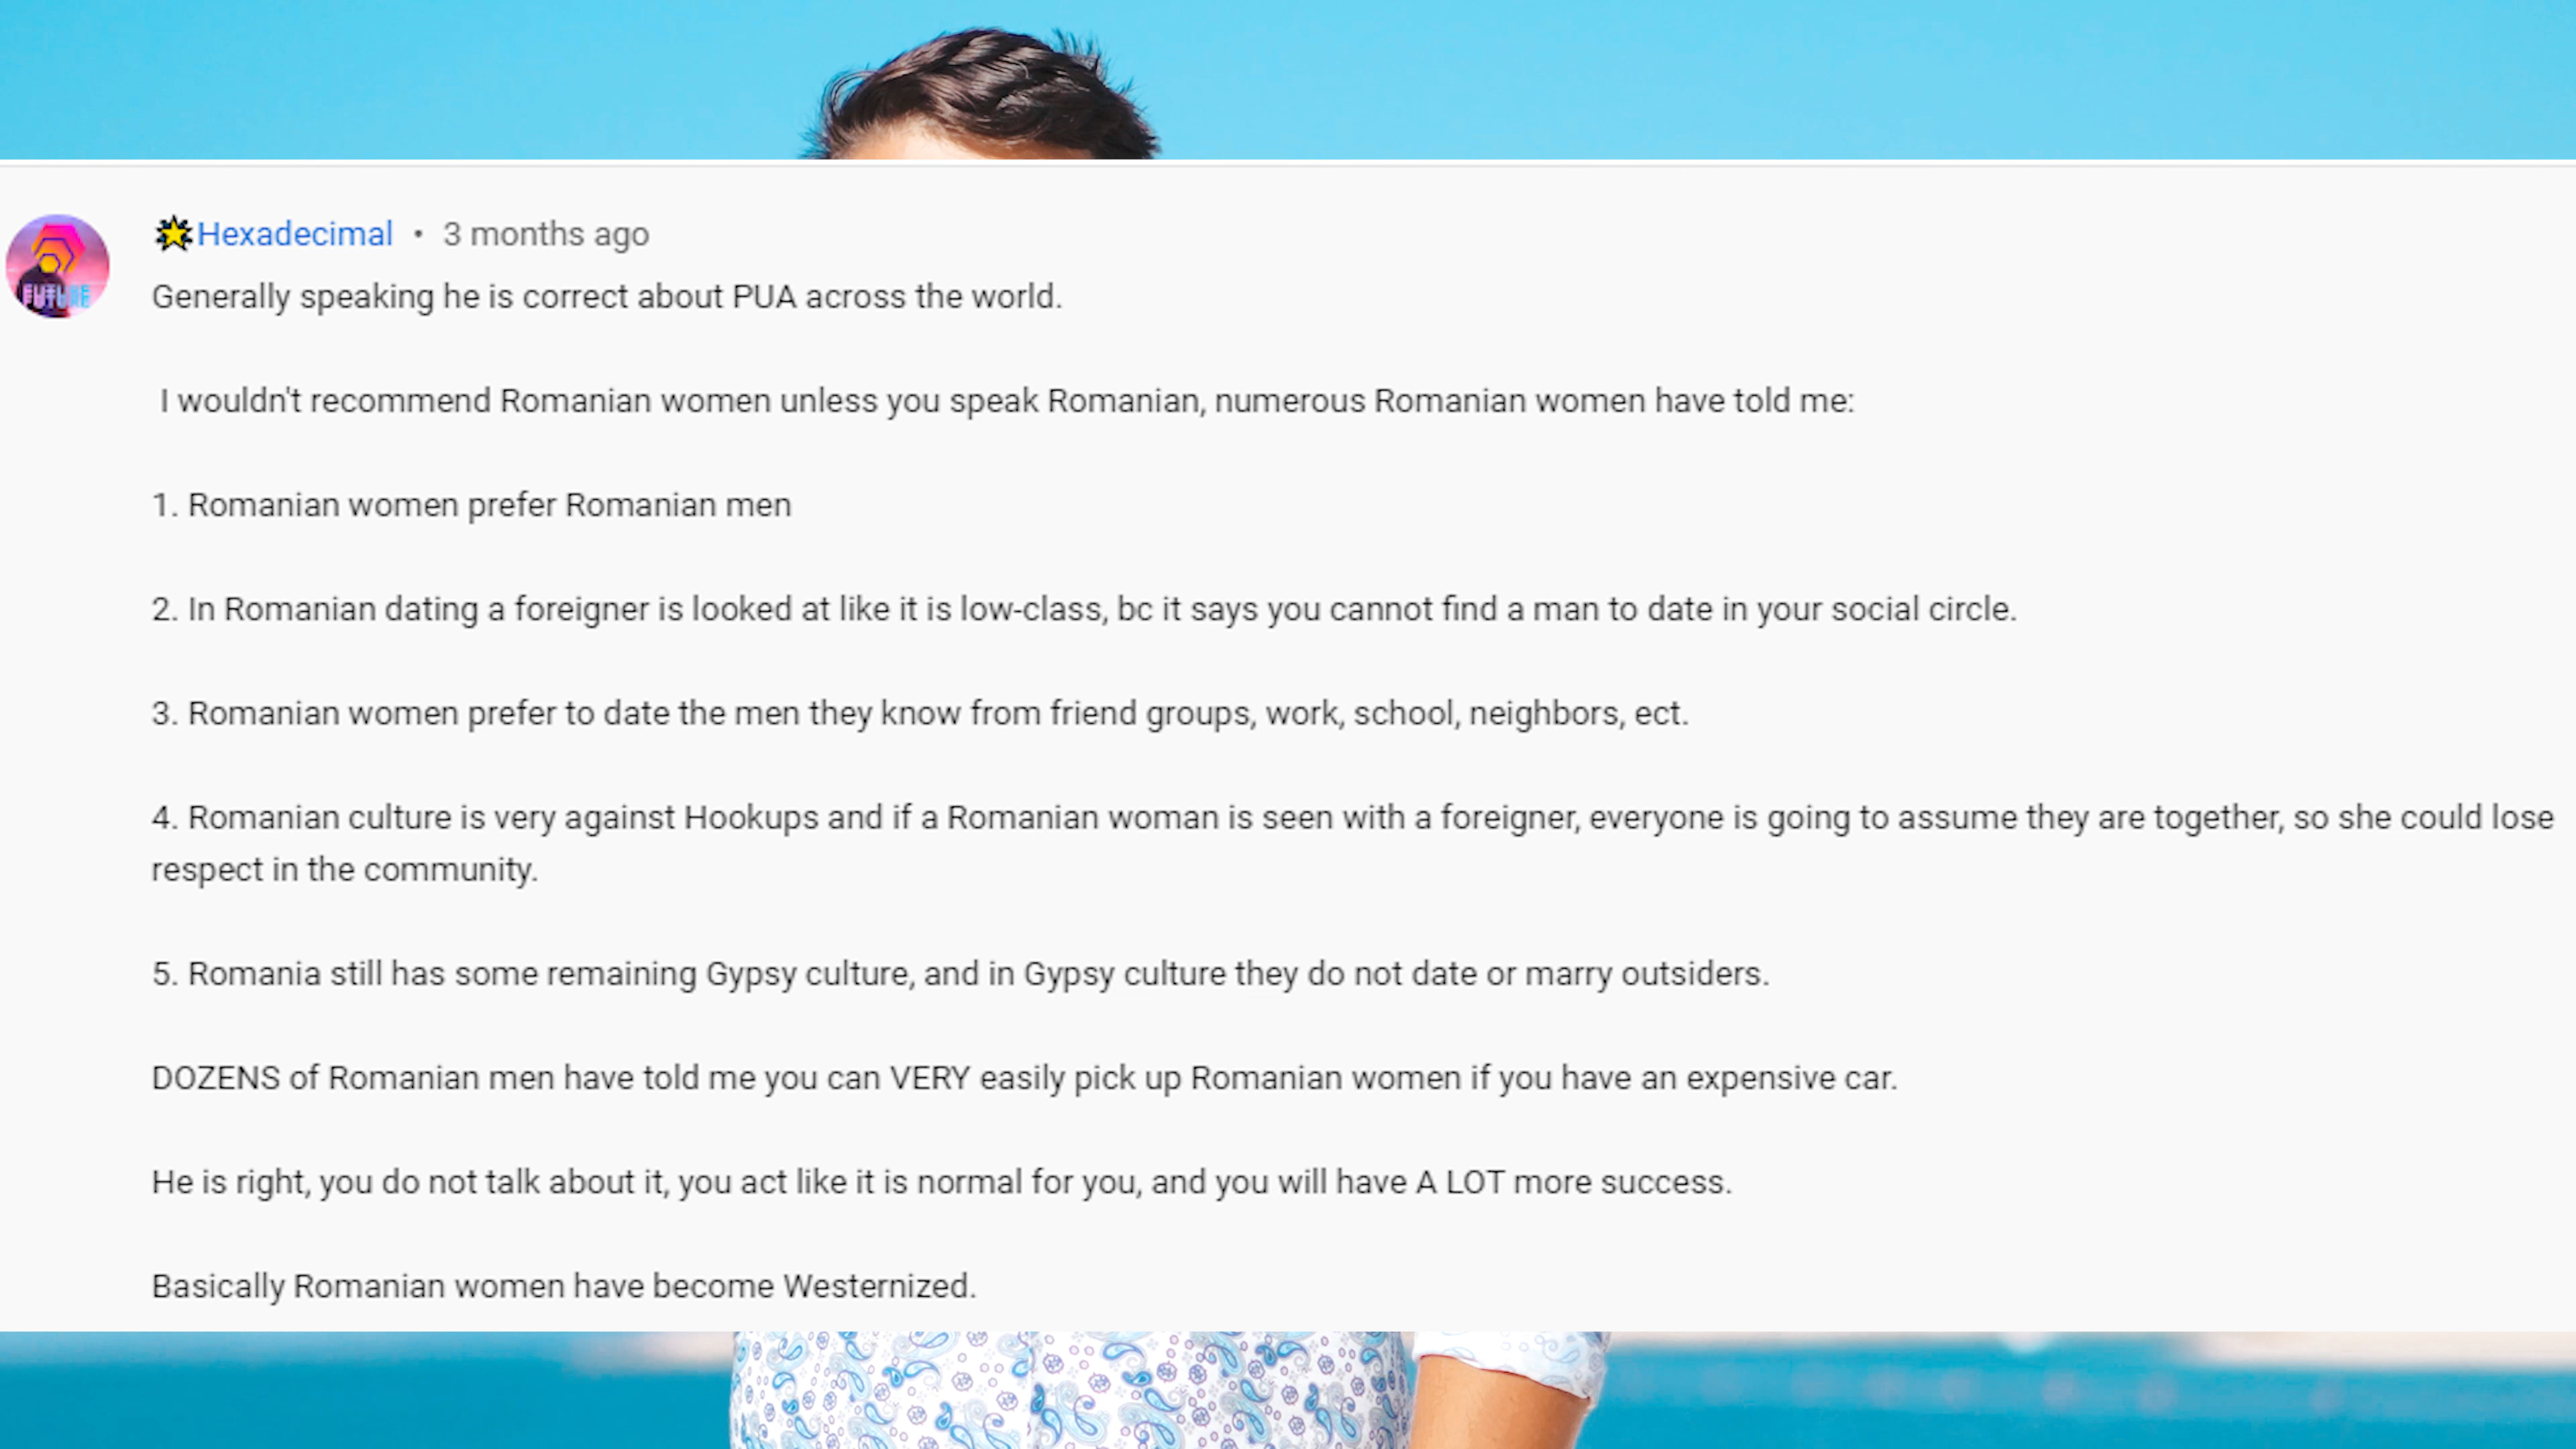 FUTURE
Hexadecimal • 3 months ago
Generally speaking he is correct about PUA across the world.
I wouldn't recommend Romanian women unless you speak Romanian, numerous Romanian women have told me:
1. Romanian women prefer Romanian men
2. In Romanian dating a foreigner is looked at like it is low-class, bc it says you cannot find a man to date in your social circle.
3. Romanian women prefer to date the men they know from friend groups, work, school, neighbors, ect.
4. Romanian culture is very against Hookups and if a Romanian woman is seen with a foreigner, everyone is going to assume they are together, so she could lose
respect in the community.
5. Romania still has some remaining Gypsy culture, and in Gypsy culture they do not date or marry outsiders.
DOZENS of Romanian men have told me you can VERY easily pick up Romanian women if you have an expensive car.
He is right, you do not talk about it, you act like it is normal for you, and you will have A LOT more success.
Basically Romanian women have become Westernized.